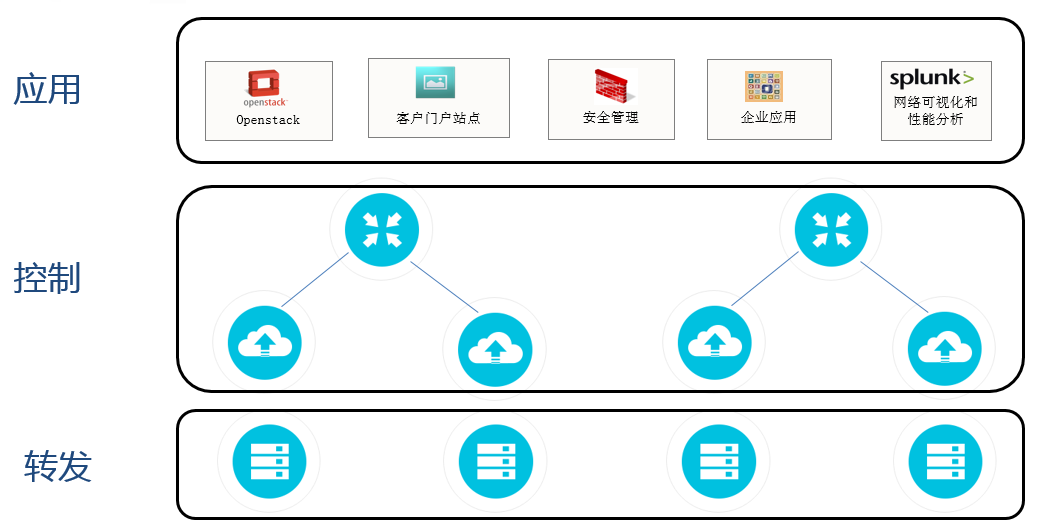 应用
openstack
Openstack
客户门户站点
安全管理
企业应用
splunk>
网络可视化和
性能分析
控制
转发